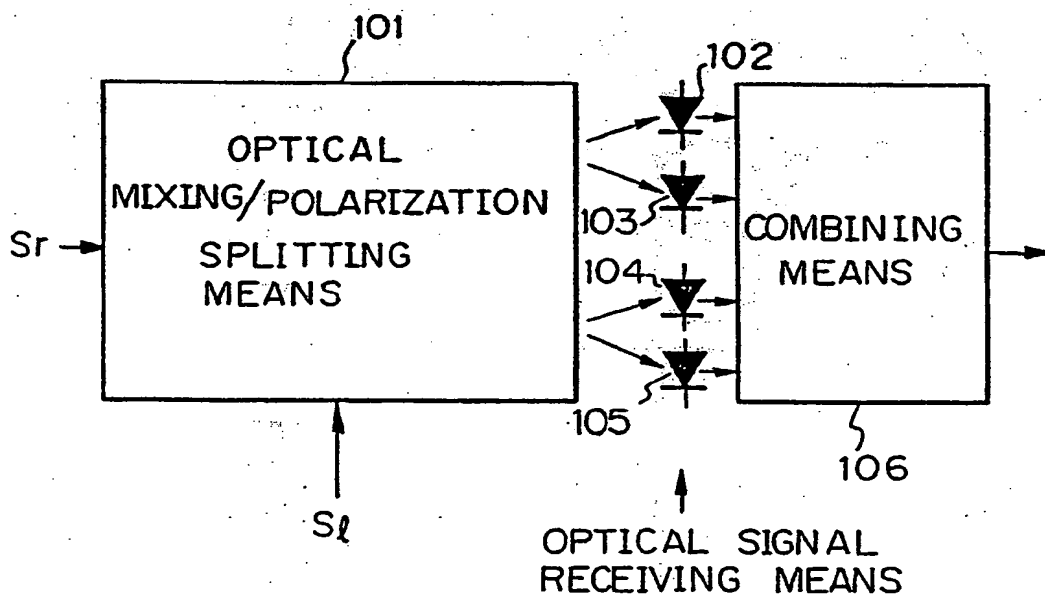 101
102
OPTICAL
MIXING/POLARIZATION
SPLITTING
MEANS
Sr
103
104
105
COMBINING
MEANS
106
Sℓ
OPTICAL SIGNAL
RECEIVING MEANS